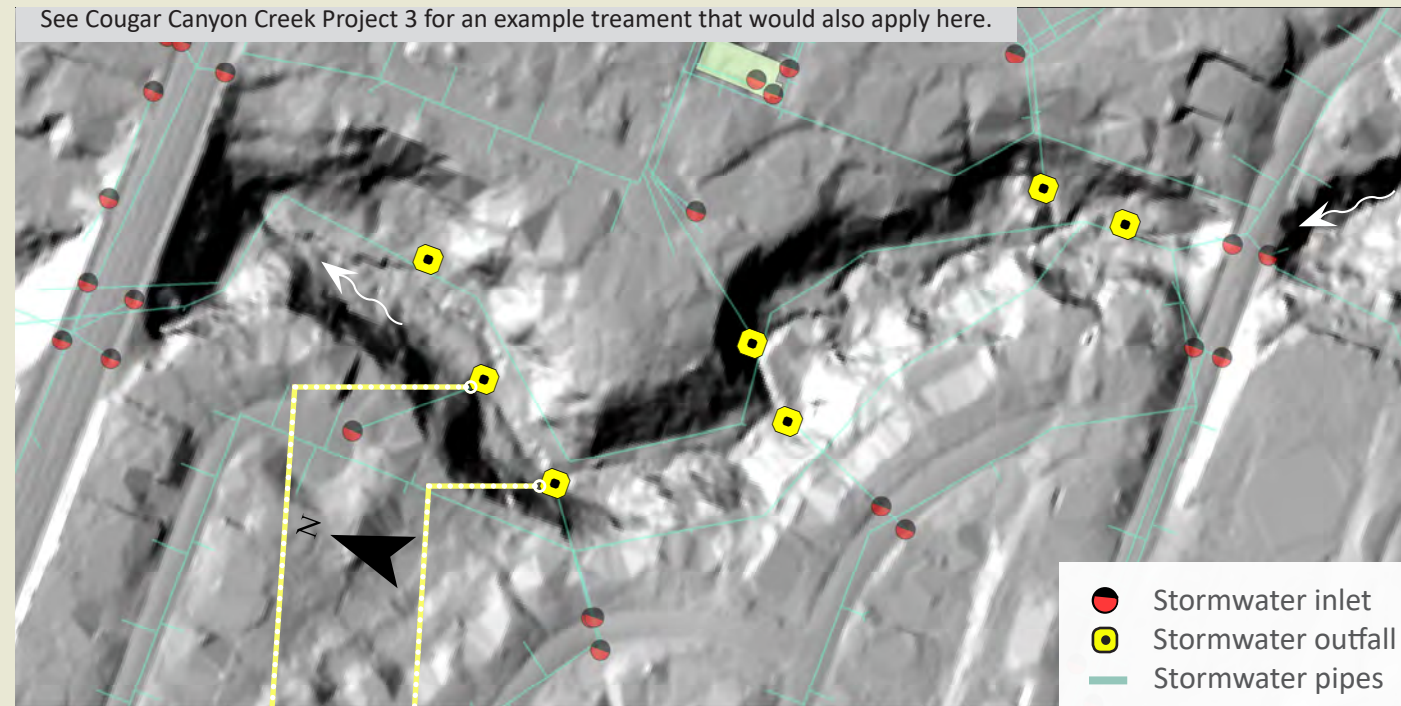 See Cougar Canyon Creek Project 3 for an example treament that would also apply here.
N
Stormwater inlet
Stormwater outfall
Stormwater pipes